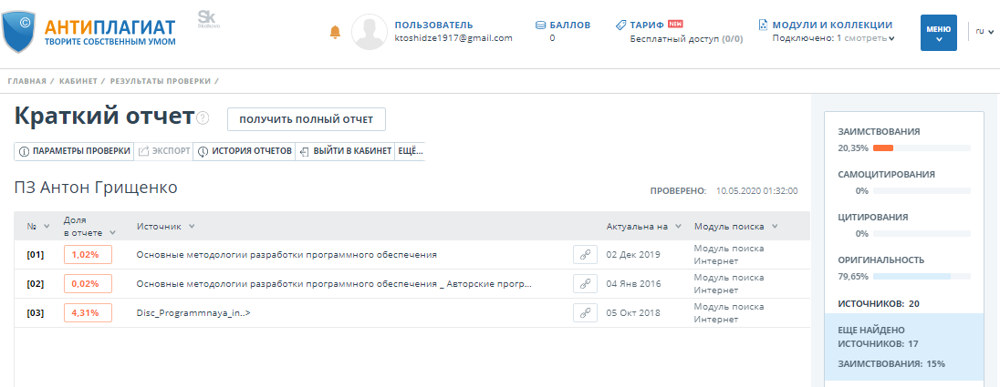 АНТИПЛАГИАТ
ТВОРИТЕ СОБСТВЕННЫМ УМОМ
Sk
Skolkovo
ПОЛЬЗОВАТЕЛЬ
ktoshidze1917@gmail.com
БАЛЛОВ
0
ТАРИФ NEW
Бесплатный доступ (0/0)
МОДУЛИ И КОЛЛЕКЦИИ
Подключено: 1 смотреть
МЕНЮ
ru
ГЛАВНАЯ / КАБИНЕТ / РЕЗУЛЬТАТЫ ПРОВЕРКИ /
Краткий отчет ?
ПОЛУЧИТЬ ПОЛНЫЙ ОТЧЕТ
ПАРАМЕТРЫ ПРОВЕРКИ ЭКСПОРТ ИСТОРИЯ ОТЧЕТОВ ВЫЙТИ В КАБИНЕТ ЕЩЁ...
ПЗ Антон Грищенко
ПРОВЕРЕНО: 10.05.2020 01:32:00
№ Доля в отчете Источник Актуальна на Модуль поиска
[01] 1,02% Основные методологии разработки программного обеспечения 02 Дек 2019 Модуль поиска Интернет
[02] 0,02% Основные методологии разработки программного обеспечения _ Авторские прогр... 04 Янв 2016 Модуль поиска Интернет
[03] 4,31% Disc_Programmnaya_in..> 05 Окт 2018 Модуль поиска Интернет
ЗАИМСТВОВАНИЯ
20,35%
САМОЦИТИРОВАНИЯ
0%
ЦИТИРОВАНИЯ
0%
ОРИГИНАЛЬНОСТЬ
79,65%
ИСТОЧНИКОВ: 20
ЕЩЕ НАЙДЕНО
ИСТОЧНИКОВ: 17
ЗАИМСТВОВАНИЯ: 15%